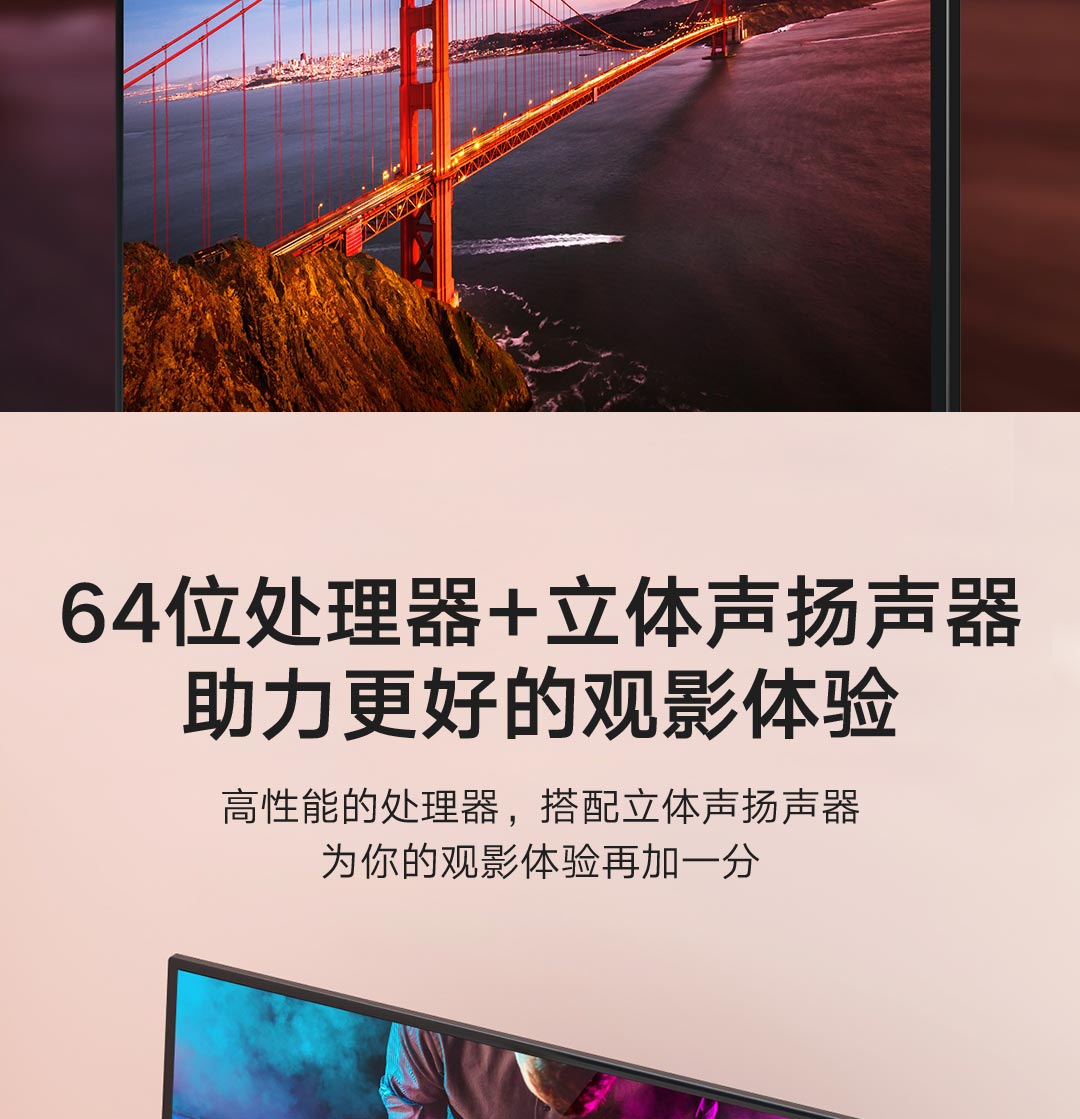 64位处理器+立体声扬声器
助力更好的观影体验
高性能的处理器，搭配立体声扬声器
为你的观影体验再加一分